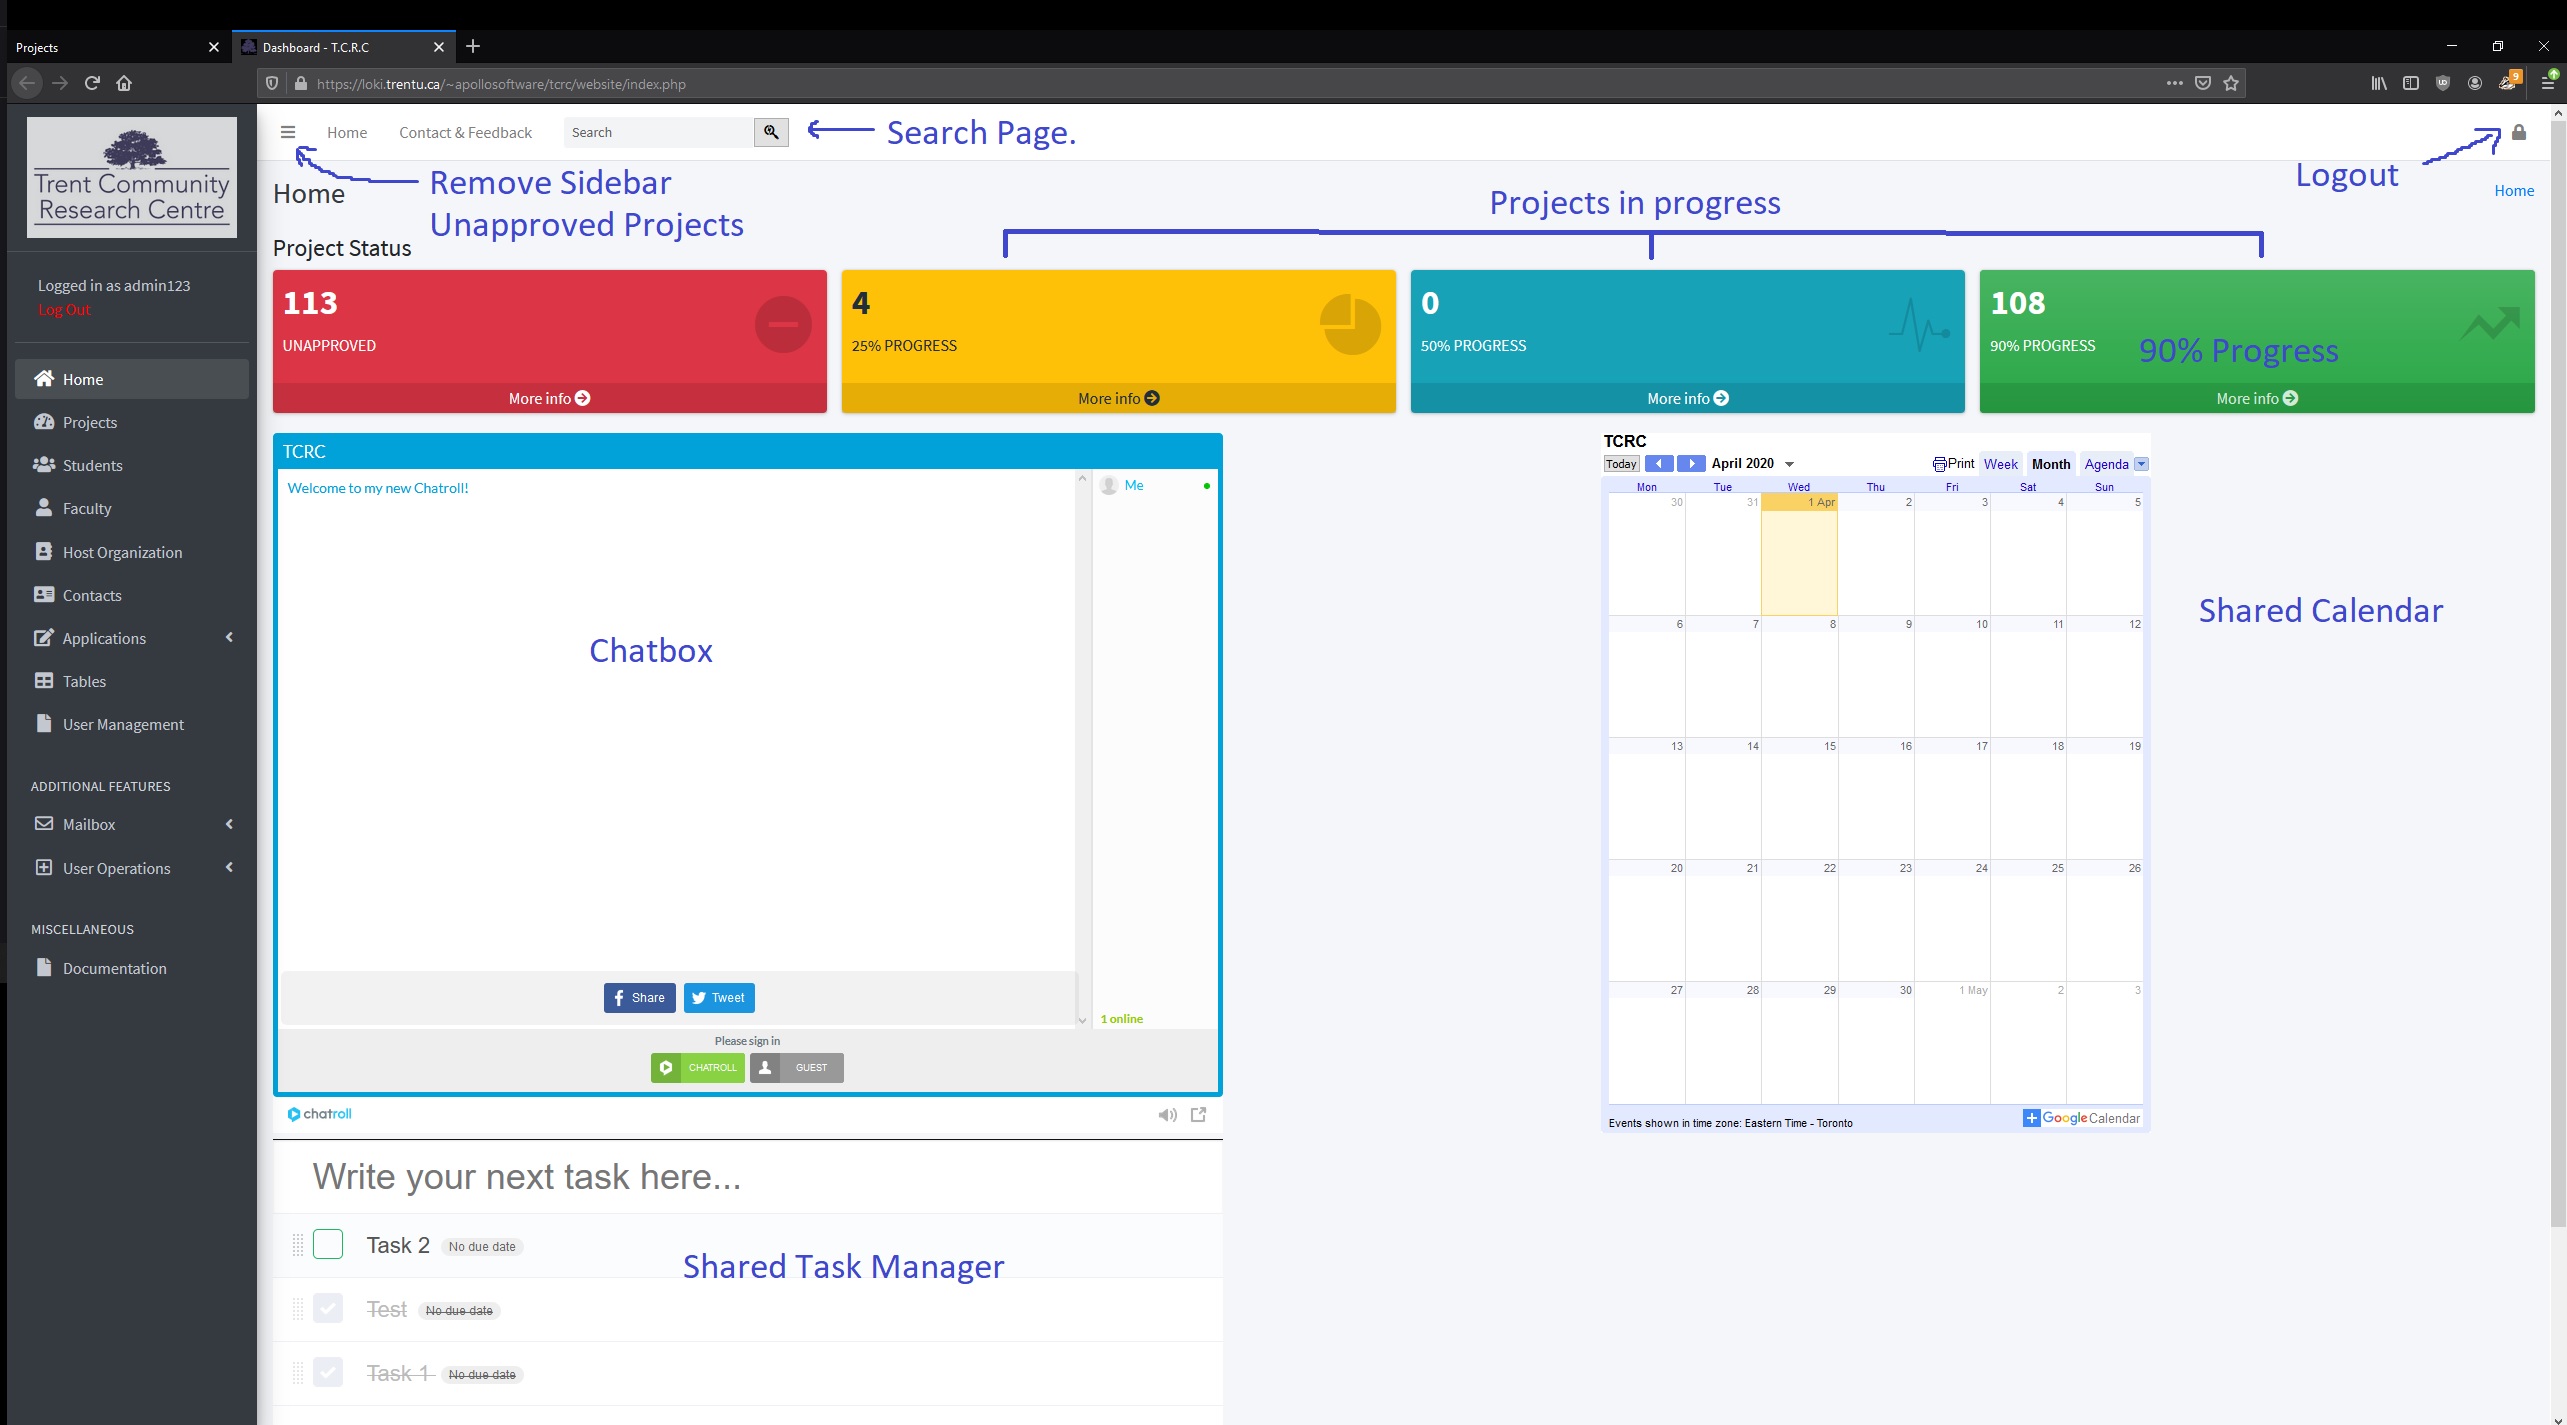 Projects
Dashboard - T.C.R.C
https://loki.trentu.ca/~apollosoftware/tcrc/website/index.php
9
Trent Community
Research Centre
Logged in as admin123
Log Out
Home
Projects
Students
Faculty
Host Organization
Contacts
Applications
Tables
User Management
ADDITIONAL FEATURES
Mailbox
User Operations
MISCELLANEOUS
Documentation
Home
Contact & Feedback
Search
Search Page.
Logout
Remove Sidebar
Unapproved Projects
Home
Home
Projects in progress
Project Status
113
UNAPPROVED
More info
4
25% PROGRESS
More info
0
50% PROGRESS
More info
108
90% PROGRESS
90% Progress
More info
TCRC
Welcome to my new Chatroll!
Me
Chatbox
Share
Tweet
1 online
Please sign in
CHATROLL
GUEST
chatroll
TCRC
Today
April 2020
Print
Week
Month
Agenda
Mon Tue Wed Thu Fri Sat Sun
30 31 1 Apr 2 3 4 5
6 7 8 9 10 11 12
13 14 15 16 17 18 19
20 21 22 23 24 25 26
27 28 29 30 1 May 2 3
Events shown in time zone: Eastern Time - Toronto
Google Calendar
Shared Calendar
Write your next task here...
Task 2 No due date
Shared Task Manager
Test No due date
Task 1 No due date